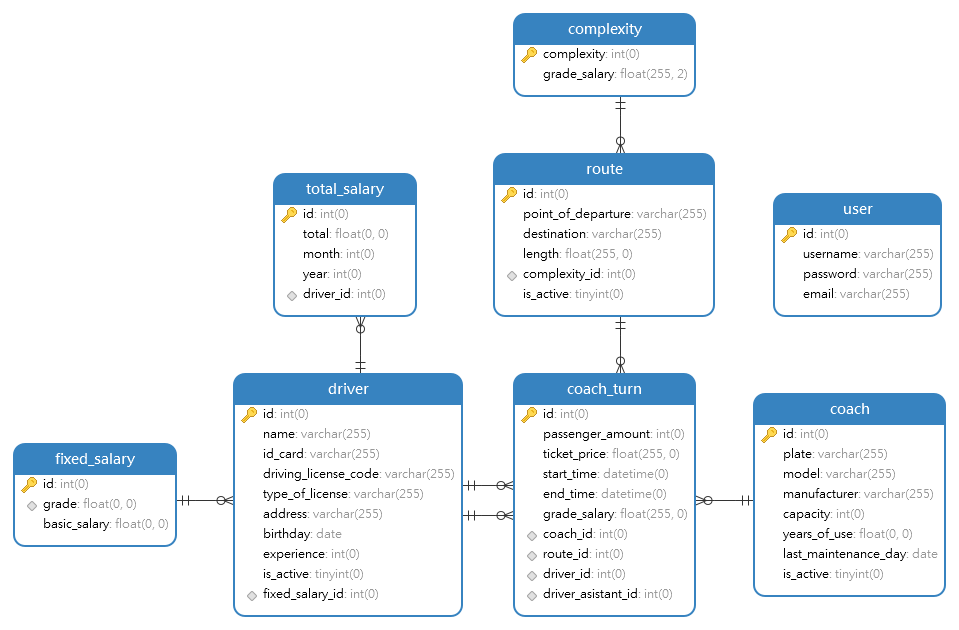 complexity
complexity: int(0)
grade_salary: float(255, 2)
route
id: int(0)
point_of_departure: varchar(255)
destination: varchar(255)
length: float(255, 0)
complexity_id: int(0)
is_active: tinyint(0)
total_salary
id: int(0)
total: float(0, 0)
month: int(0)
year: int(0)
driver_id: int(0)
user
id: int(0)
username: varchar(255)
password: varchar(255)
email: varchar(255)
driver
id: int(0)
name: varchar(255)
id_card: varchar(255)
driving_license_code: varchar(255)
type_of_license: varchar(255)
address: varchar(255)
birthday: date
experience: int(0)
is_active: tinyint(0)
fixed_salary_id: int(0)
coach_turn
id: int(0)
passenger_amount: int(0)
ticket_price: float(255, 0)
start_time: datetime(0)
end_time: datetime(0)
grade_salary: float(255, 0)
coach_id: int(0)
route_id: int(0)
driver_id: int(0)
driver_asistant_id: int(0)
coach
id: int(0)
plate: varchar(255)
model: varchar(255)
manufacturer: varchar(255)
capacity: int(0)
years_of_use: float(0, 0)
last_maintenance_day: date
is_active: tinyint(0)
fixed_salary
id: int(0)
grade: float(0, 0)
basic_salary: float(0, 0)